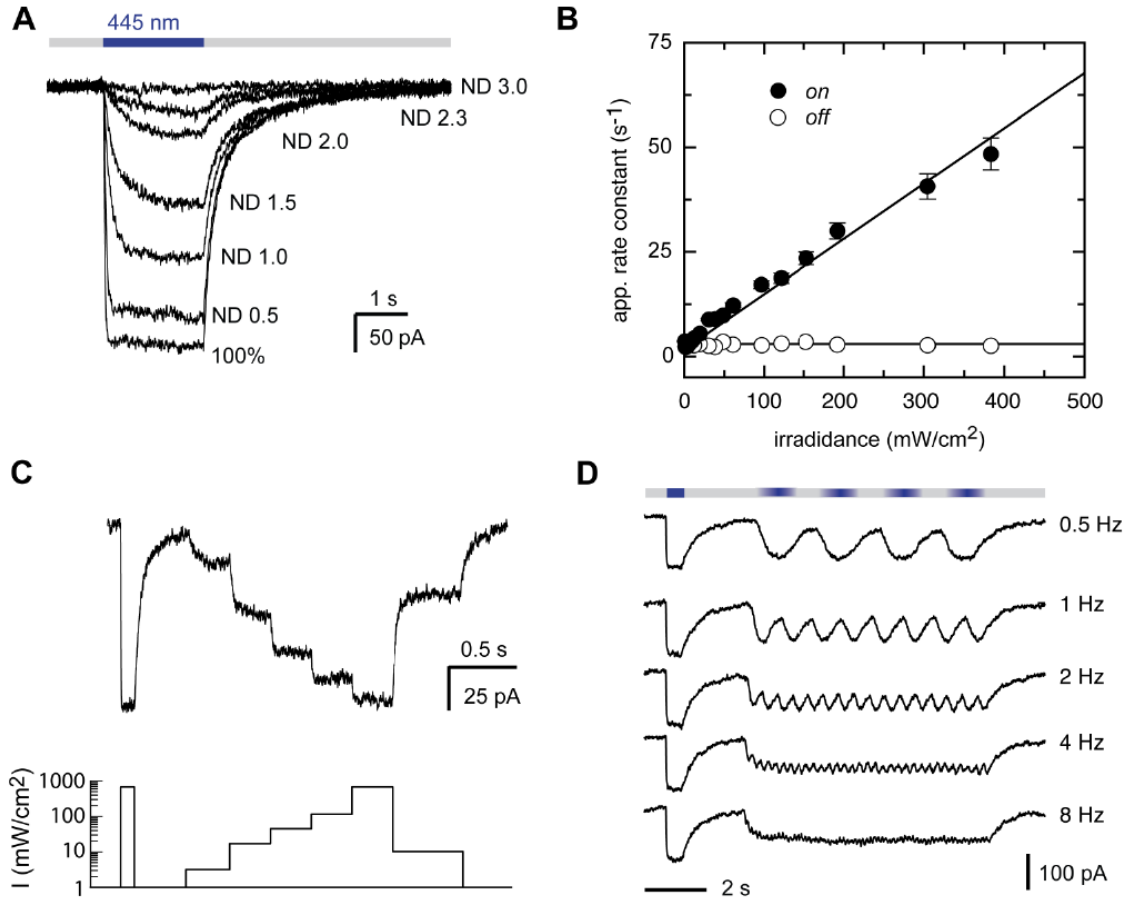 A
445 nm
ND 3.0
ND 2.3
ND 2.0
ND 1.5
ND 1.0
ND 0.5
100%
1 s
50 pA
B
75
50
25
0
app. rate constant (s-1)
on
off
0 100 200 300 400 500
irradidance (mW/cm2)
C
0.5 s
25 pA
1000
100
10
1
I (mW/cm2)
D
0.5 Hz
1 Hz
2 Hz
4 Hz
8 Hz
2 s
100 pA